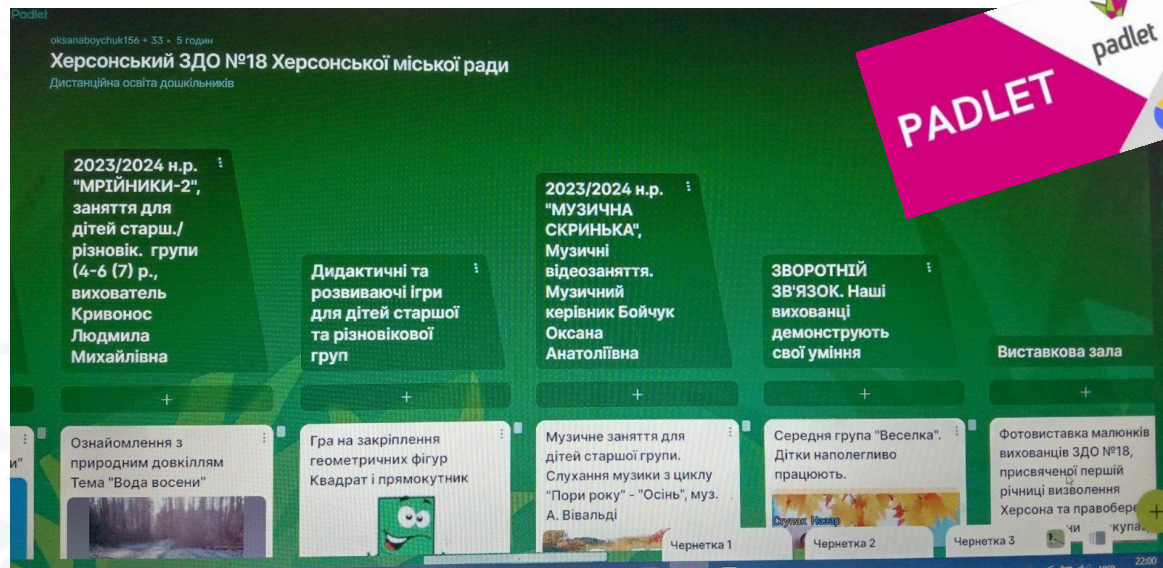 Padlet
oksanaboychuk156 + 33 • 5 годин
Херсонський ЗДО №18 Херсонської міської ради
Дистанційна освіта дошкільників
padlet
PADLET
2023/2024 н.р.
"МРІЙНИКИ-2",
заняття для
дітей старш./
різновік. групи
(4-6 (7) р.,
вихователь
Кривонос
Людмила
Михайлівна
Дидактичні та
розвиваючі ігри
для дітей старшої
та різновікової
груп
2023/2024 н.р.
"МУЗИЧНА
СКРИНЬКА",
Музичні
відеозаняття.
Музичний
керівник Бойчук
Оксана
Анатоліївна
ЗВОРОТНІЙ
ЗВ'ЯЗОК. Наші
вихованці
демонструють
свої уміння
Виставкова зала
и"
Ознайомлення з
природним довкіллям
Тема "Вода восени"
Гра на закріплення
геометричних фігур
Квадрат і прямокутник
Музичне заняття для
дітей старшої групи.
Слухання музики з циклу
"Пори року" - "Осінь", муз.
А. Вівальді
Середня група "Веселка".
Дітки наполегливо
працюють.
Ступак Назар
Фотовиставка малюнків
вихованців ЗДО №18,
присвяченої першій
річниці визволення
Херсона та правобере
Чернетка 1
Чернетка 2
Чернетка 3
22:00